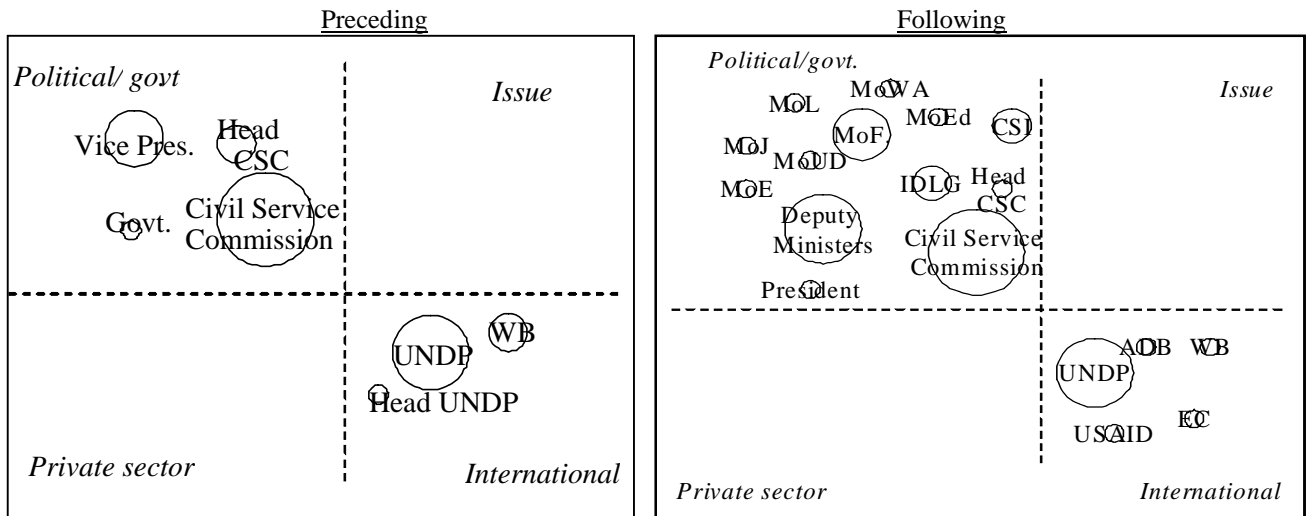 Preceding
Political/ govt
Issue
Vice Pres.
Head
CSC
Govt.
Civil Service
Commission
WB
UNDP
Head UNDP
Private sector
International
Following
Political/govt.
Issue
MoWA
MoL
MoEd
CSI
MoF.
MoJ
MoUD
MoE
IDLG
Head
CSC
Deputy
Ministers
Civil Service
Commission
President
ADB
WB
UNDP
EC
USAID
Private sector
International